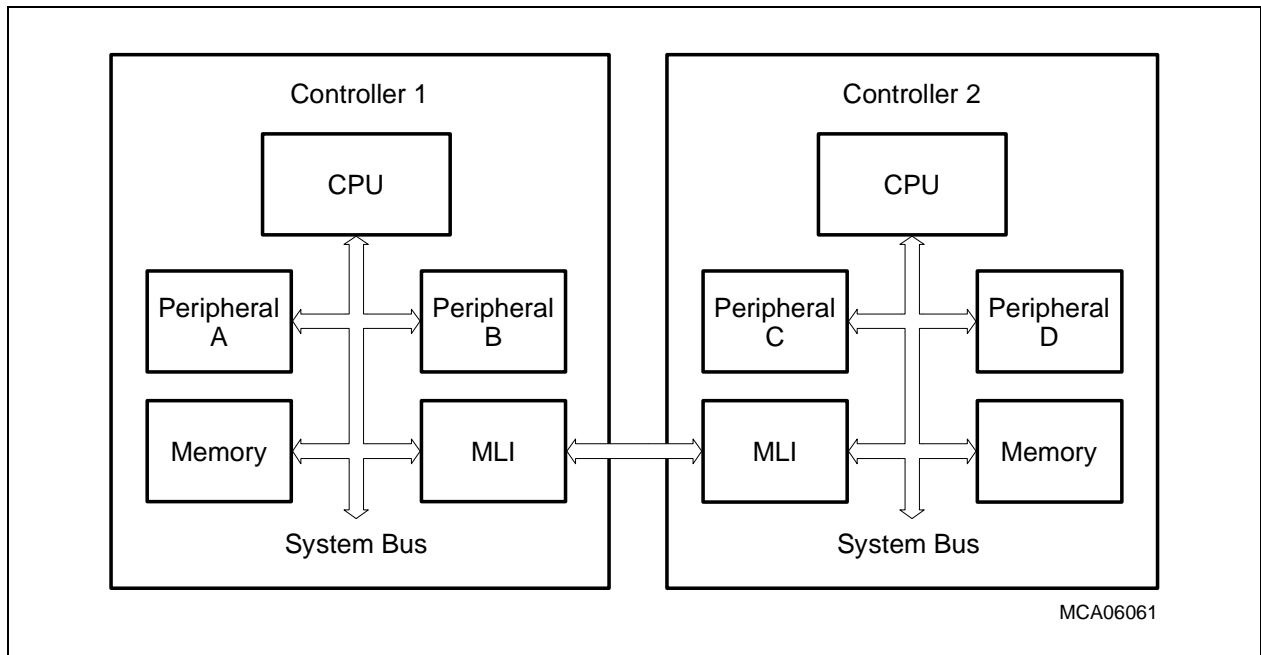 Controller 1
CPU
Peripheral
A
Peripheral
B
Memory
MLI
System Bus
Controller 2
CPU
Peripheral
C
Peripheral
D
MLI
Memory
System Bus
MCA06061